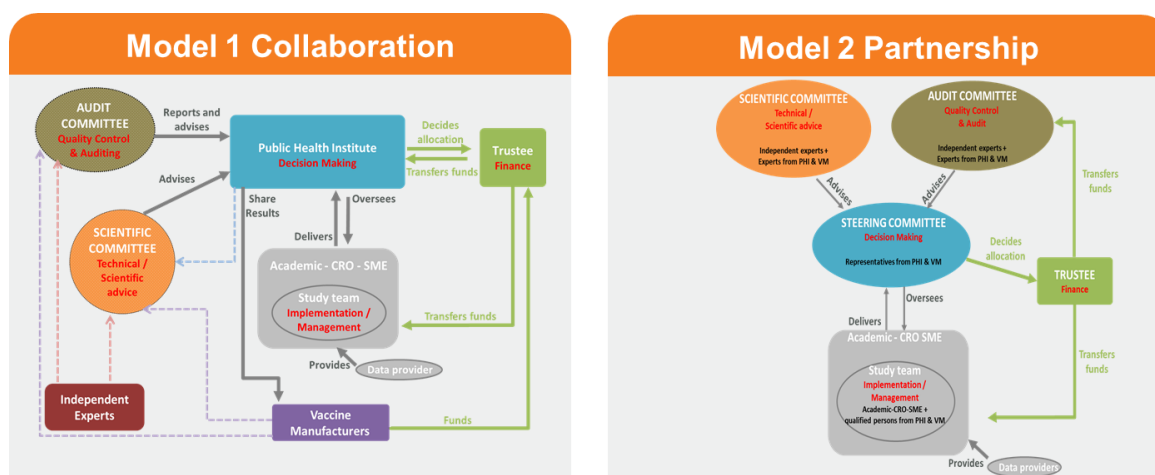 Model 1 Collaboration
AUDIT
COMMITTEE
Quality Control
& Auditing
Reports and
advises
Public Health Institute
Decision Making
Decides
allocation
Transfers funds
Trustee
Finance
Advises
Share
Results
Oversees
Delivers
SCIENTIFIC
COMMITTEE
Technical /
Scientific
advice
Academic - CRO - SME
Study team
Implementation /
Management
Transfers funds
Provides
Data provider
Independent
Experts
Vaccine
Manufacturers
Funds
Model 2 Partnership
SCIENTIFIC COMMITTEE
Technical /
Scientific advice
Independent experts +
Experts from PHI & VM
AUDIT COMMITTEE
Quality Control
& Audit
Independent experts +
Experts from PHI & VM
Advises
Advises
Transfers
funds
STEERING COMMITTEE
Decision Making
Representatives from PHI & VM
Decides
allocation
TRUSTEE
Finance
Oversees
Delivers
Academic - CRO SME
Study team
Implementation /
Management
Academic-CRO-SME +
qualified persons from PHI & VM
Transfers
funds
Provides
Data providers